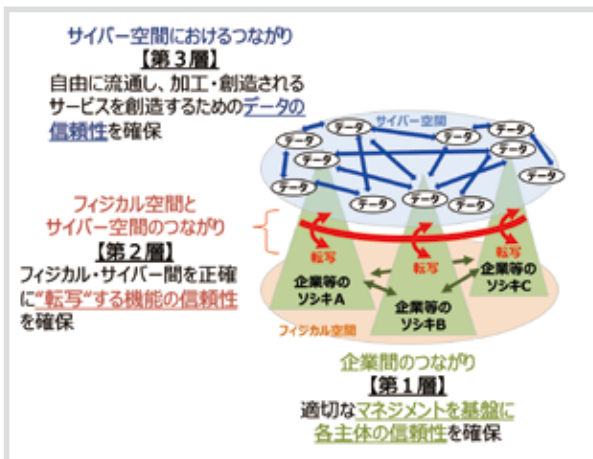 サイバー空間におけるつながり
【第3層】
自由に流通し、加工・創造される
サービスを創造するためのデータの
信頼性を確保
フィジカル空間と
サイバー空間のつながり
【第2層】
フィジカル・サイバー間を正確
に“転写”する機能の信頼性
を確保
サイバー空間
データ
データ
データ
データ
データ
データ
データ
データ
データ
データ
データ
転写
転写
転写
企業等の
ソシキA
企業等の
ソシキB
企業等の
ソシキC
フィジカル空間
企業間のつながり
【第1層】
適切なマネジメントを基盤に
各主体の信頼性を確保